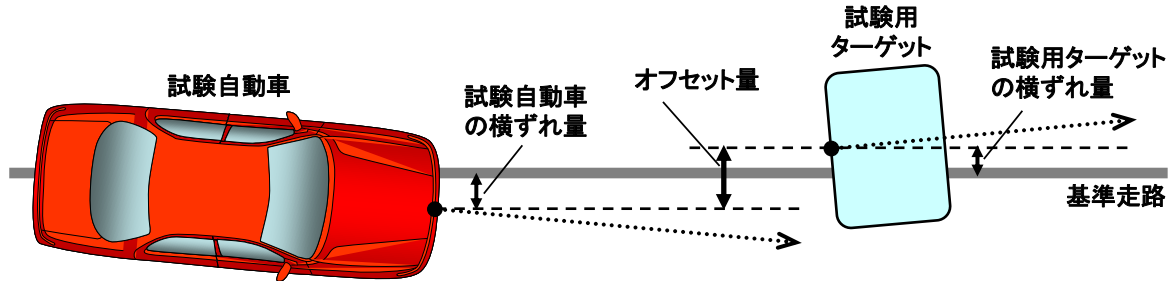 試験自動車
試験自動車
の横ずれ量
オフセット量
試験用
ターゲット
試験用ターゲット
の横ずれ量
基準走路